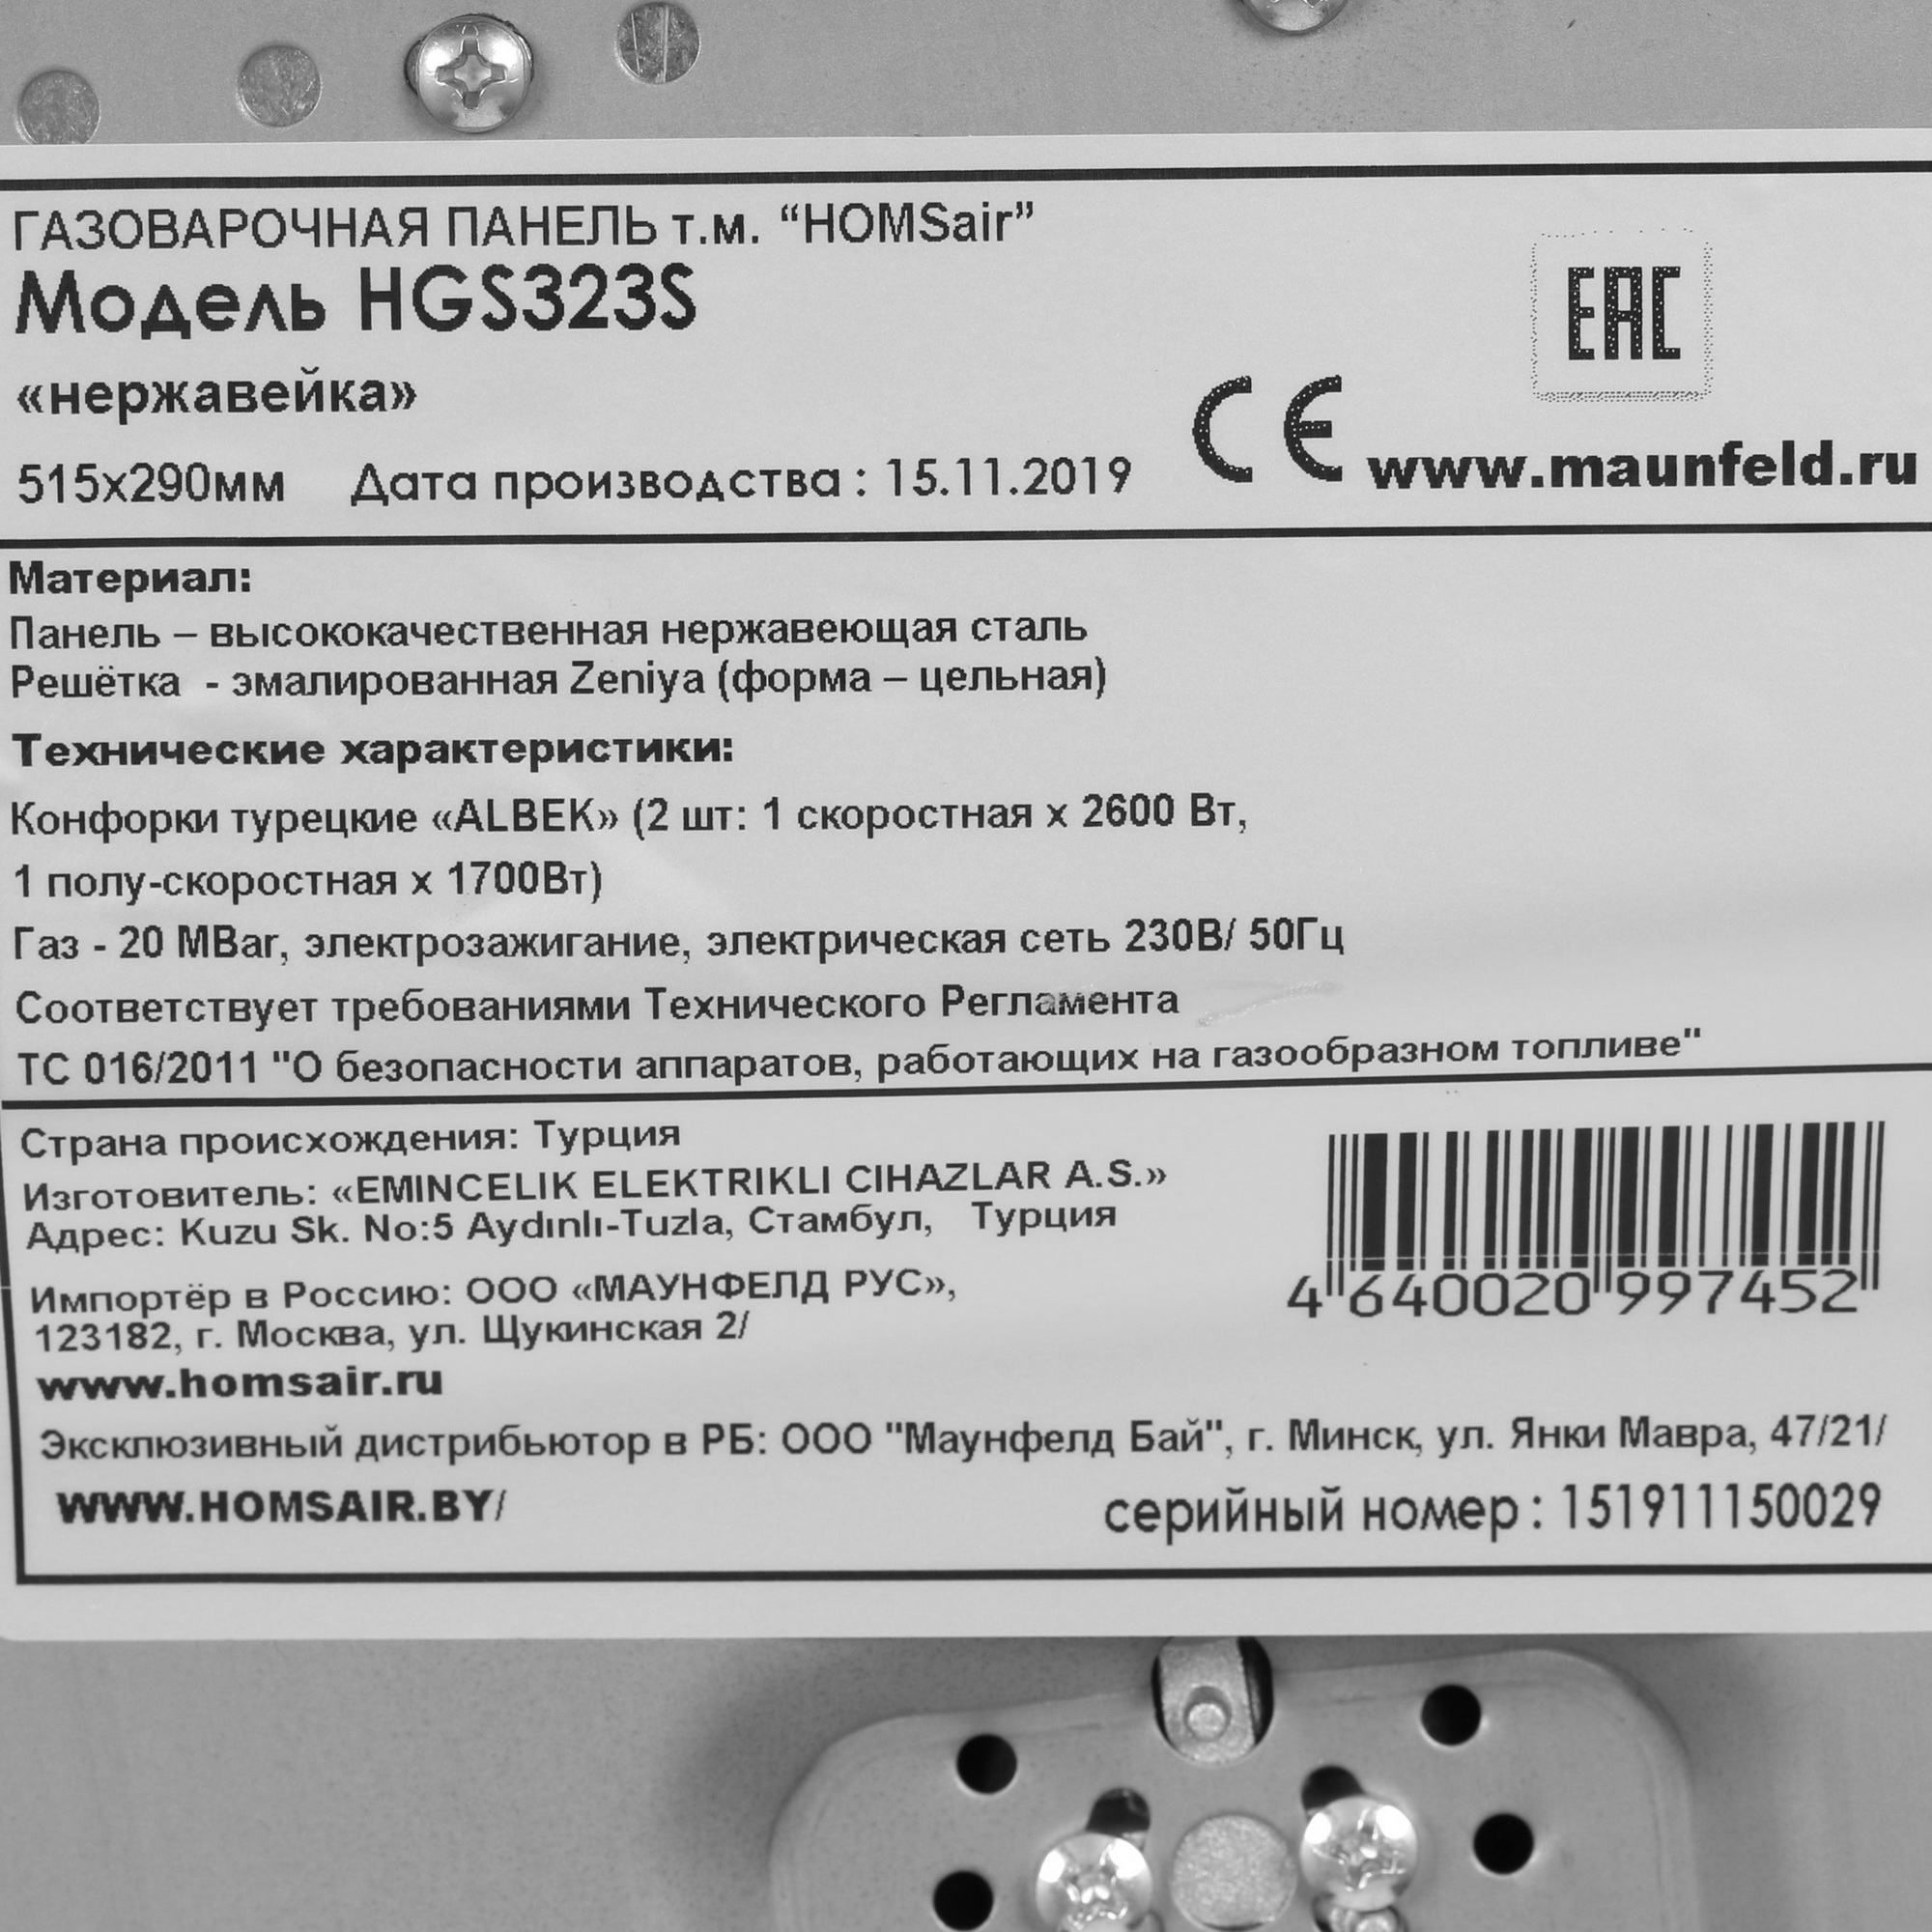 ГАЗОВАРОЧНАЯ ПАНЕЛЬ т.м. “HOMSair”
Модель HGS323S
«нержавейка»
EAC
CE
515х290мм Дата производства : 15.11.2019 www.maunfeld.ru
Материал:
Панель – высококачественная нержавеющая сталь
Решётка - эмалированная Zeniya (форма – цельная)
Технические характеристики:
Конфорки турецкие «ALBEK» (2 шт: 1 скоростная х 2600 Вт,
1 полу-скоростная х 1700Вт)
Газ - 20 MBar, электрозажигание, электрическая сеть 230В/ 50Гц
Соответствует требованиями Технического Регламента
ТС 016/2011 "О безопасности аппаратов, работающих на газообразном топливе"
Страна происхождения: Турция
Изготовитель: «EMINCELIK ELEKTRIKLI CIHAZLAR A.S.»
Адрес: Kuzu Sk. No:5 Aydınlı-Tuzla, Стамбул, Турция
Импортёр в Россию: ООО «МАУНФЕЛД РУС»,
123182, г. Москва, ул. Щукинская 2/
www.homsair.ru
4 640020 997452
Эксклюзивный дистрибьютор в РБ: ООО "Маунфелд Бай", г. Минск, ул. Янки Мавра, 47/21/
WWW.HOMSAIR.BY/ серийный номер : 151911150029